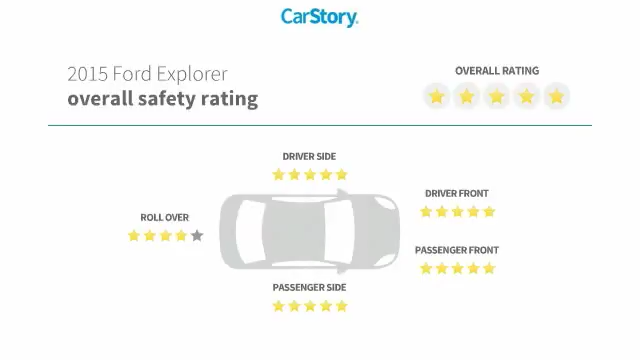 CarStory.
2015 Ford Explorer
overall safety rating
OVERALL RATING
DRIVER SIDE
DRIVER FRONT
ROLL OVER
PASSENGER FRONT
PASSENGER SIDE